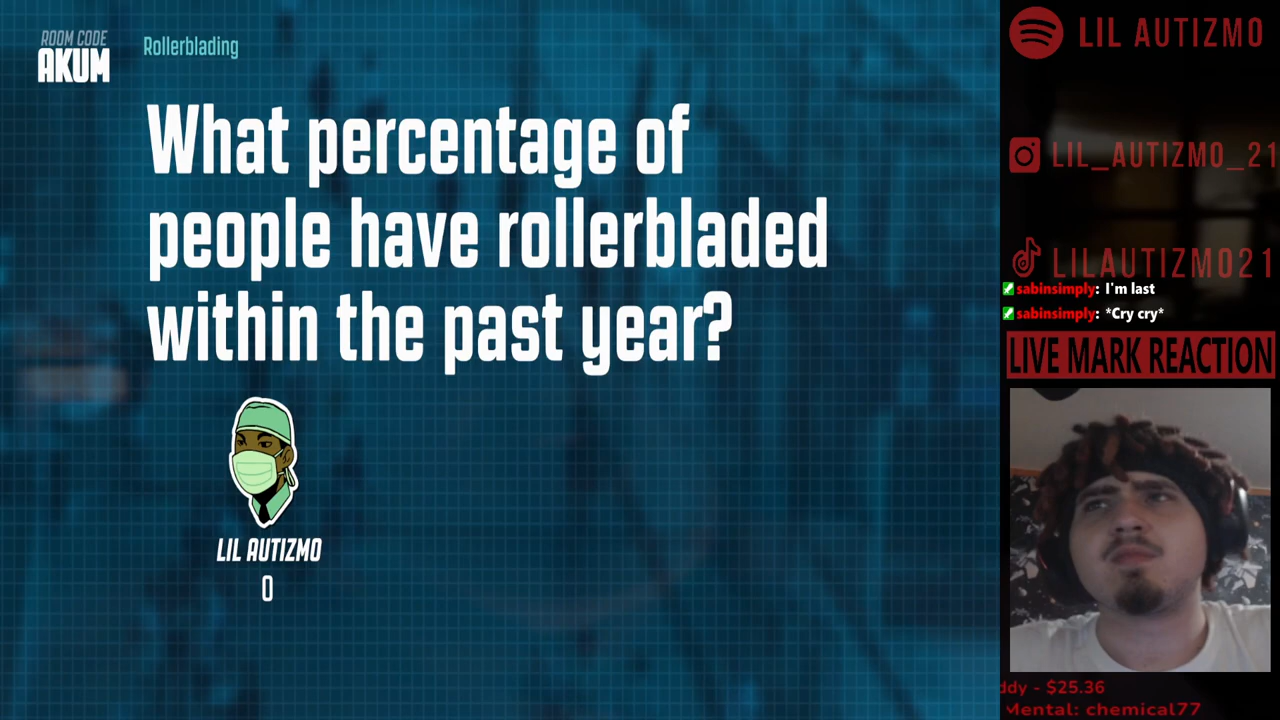 ROOM CODE
AKUM
Rollerblading
What percentage of
people have rollerbladed
within the past year?
LIL AUTIZMO
0
LIL AUTIZMO
LIL_AUTIZMO_21
LILAUTIZMO21
sabinsimply: I'm last
sabinsimply: *Cry cry*
LIVE MARK REACTION
ddy - $25.36
Mental: chemical77